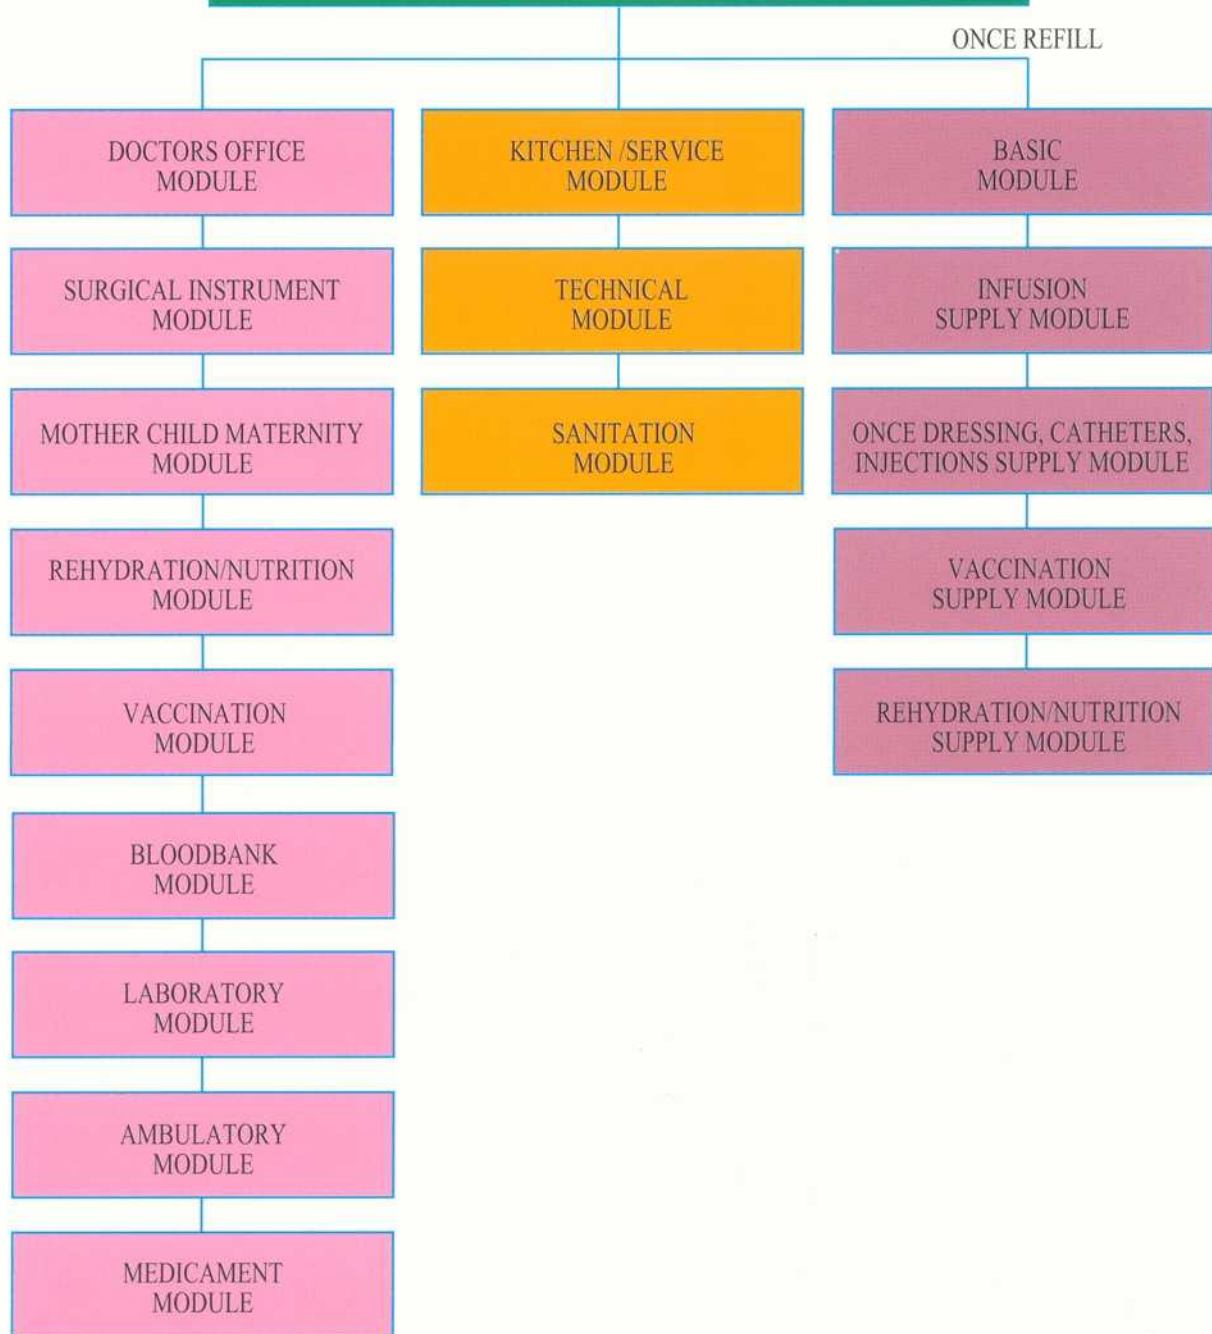 ONCE REFILL
DOCTORS OFFICE
MODULE
SURGICAL INSTRUMENT
MODULE
MOTHER CHILD MATERNITY
MODULE
REHYDRATION/NUTRITION
MODULE
VACCINATION
MODULE
BLOODBANK
MODULE
LABORATORY
MODULE
AMBULATORY
MODULE
MEDICAMENT
MODULE
KITCHEN /SERVICE
MODULE
TECHNICAL
MODULE
SANITATION
MODULE
BASIC
MODULE
INFUSION
SUPPLY MODULE
ONCE DRESSING, CATHETERS,
INJECTIONS SUPPLY MODULE
VACCINATION
SUPPLY MODULE
REHYDRATION/NUTRITION
SUPPLY MODULE